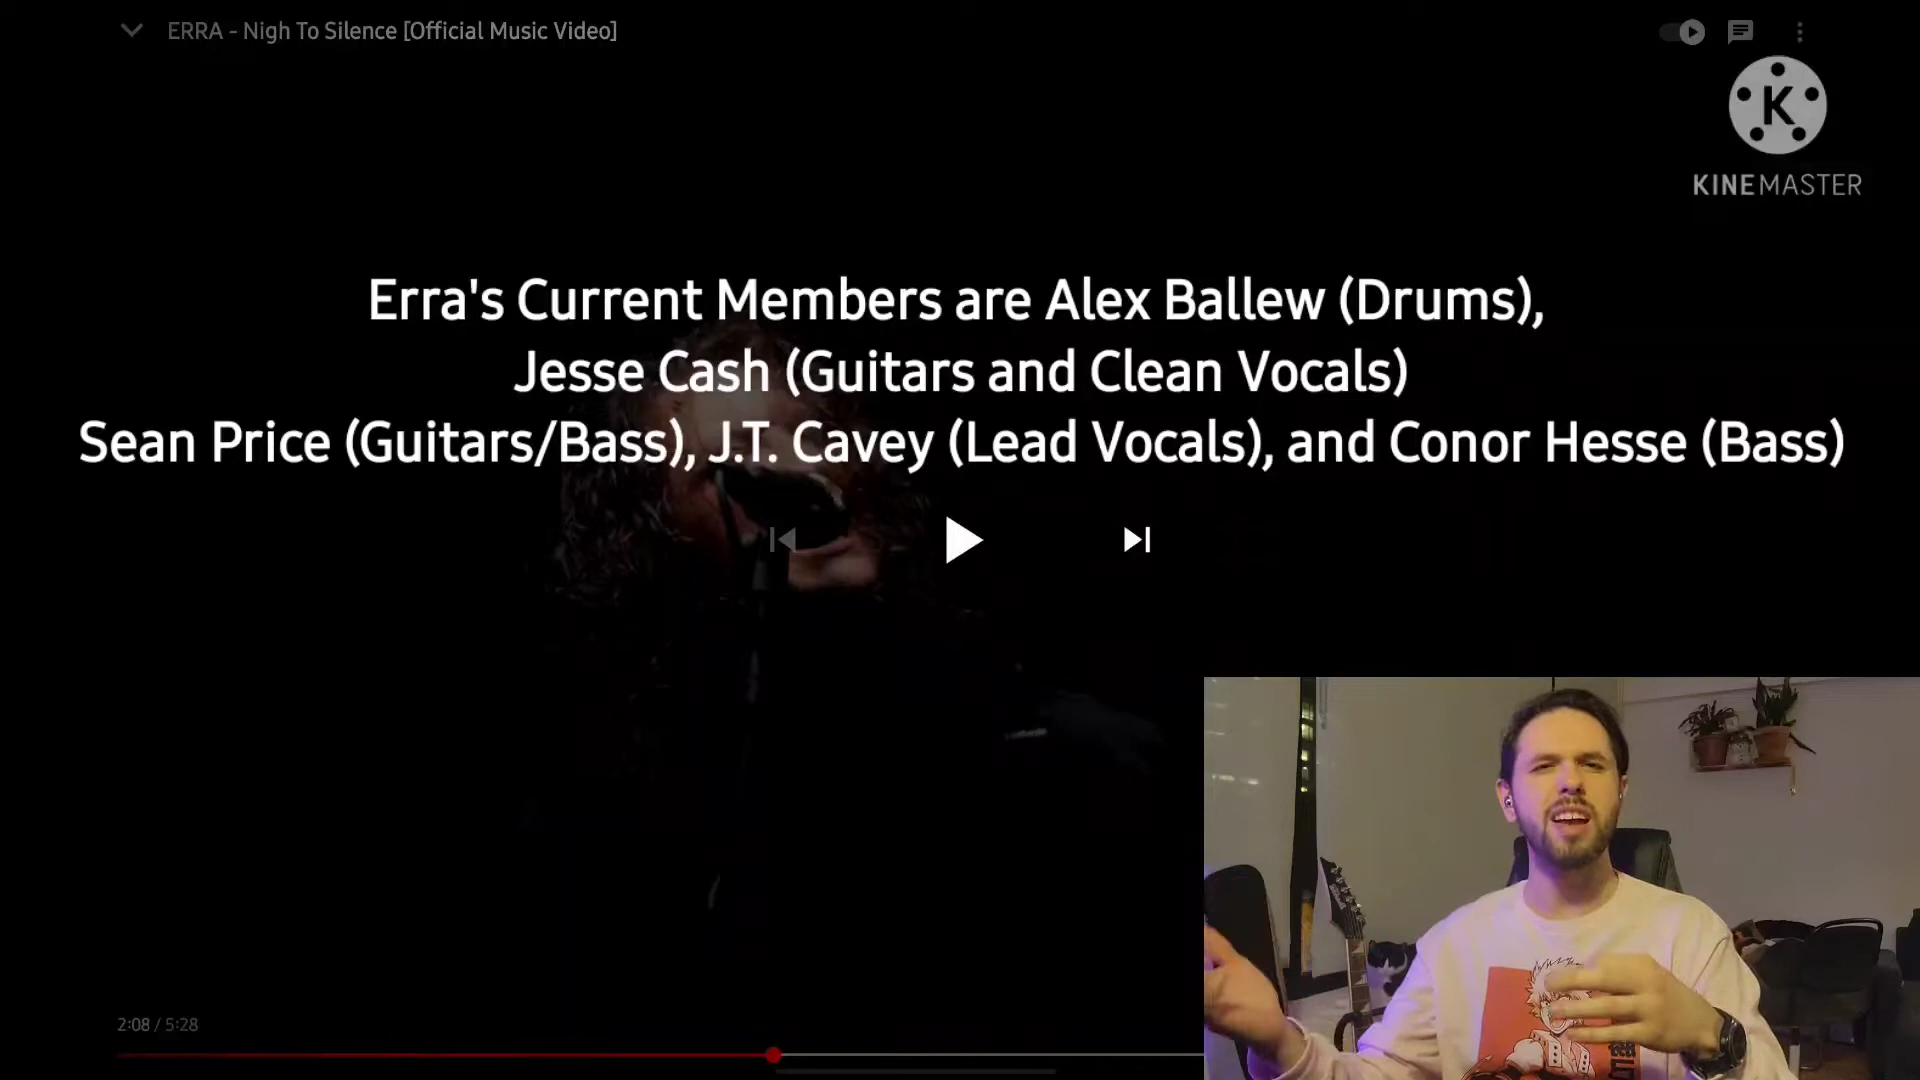 ERRA - Nigh To Silence [Official Music Video]
K
KINEMASTER
Erra's Current Members are Alex Ballew (Drums),
Jesse Cash (Guitars and Clean Vocals)
Sean Price (Guitars/Bass), J.T. Cavey (Lead Vocals), and Conor Hesse (Bass)
2:08 / 5:28